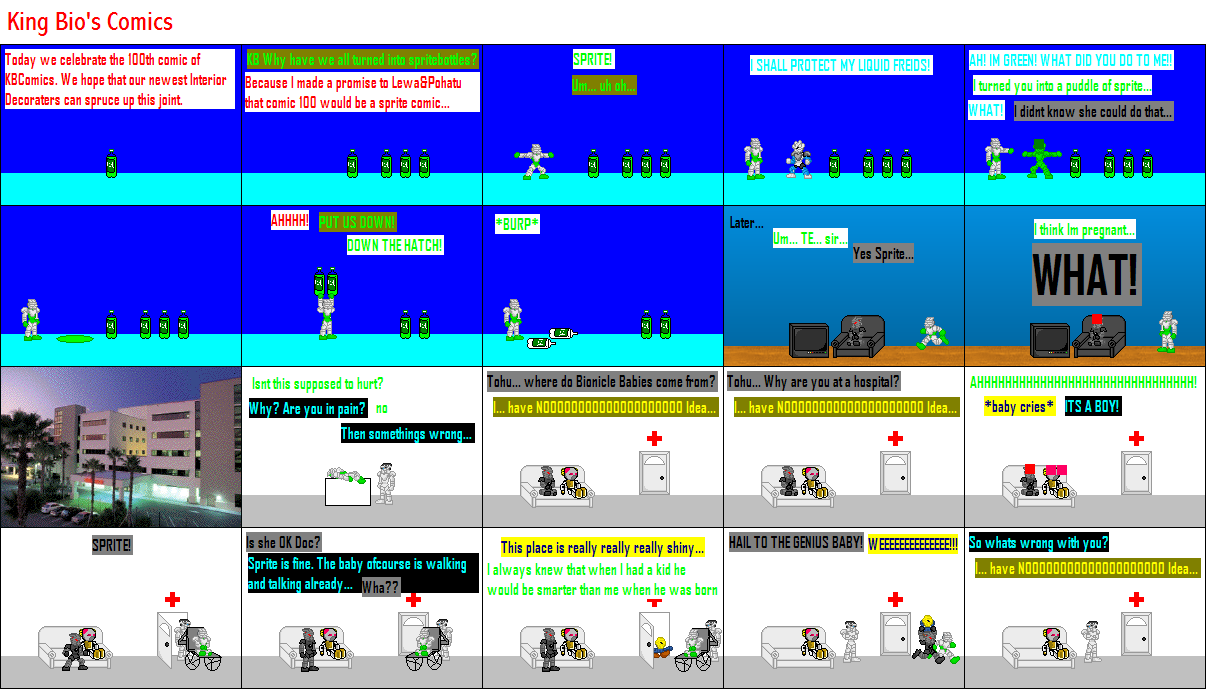 King Bio's Comics
Today we celebrate the 100th comic of
KBComics. We hope that our newest Interior
Decoraters can spruce up this joint.
KB Why have we all turned into spritebottles?
Because I made a promise to Lewa&Pohatu
that comic 100 would be a sprite comic...
SPRITE!
Um... uh oh...
I SHALL PROTECT MY LIQUID FREIDS!
AH! IM GREEN! WHAT DID YOU DO TO ME!!
I turned you into a puddle of sprite...
WHAT!
I didnt know she could do that...
AHHHH!
PUT US DOWN!
DOWN THE HATCH!
*BURP*
Later...
Um... TE... sir...
Yes Sprite...
I think Im pregnant...
WHAT!
Isnt this supposed to hurt?
Why? Are you in pain?
no
Then somethings wrong...
Tohu... where do Bionicle Babies come from?
I... have NOOOOOOOOOOOOOOOOOOOOO Idea...
Tohu... Why are you at a hospital?
I... have NOOOOOOOOOOOOOOOOOOOOO Idea...
AHHHHHHHHHHHHHHHHHHHHHHHHHHHHHH!
*baby cries*
ITS A BOY!
SPRITE!
Is she OK Doc?
Sprite is fine. The baby ofcourse is walking
and talking already...
Wha??
This place is really really really shiny...
I always knew that when I had a kid he
would be smarter than me when he was born
HAIL TO THE GENIUS BABY!
WEEEEEEEEEEEEEE!!!
So whats wrong with you?
I... have NOOOOOOOOOOOOOOOOOOOOO Idea...